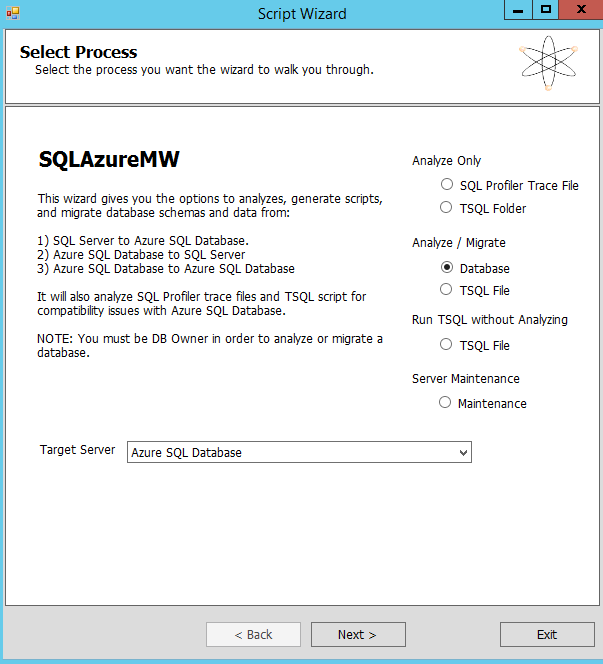 Script Wizard
Select Process
Select the process you want the wizard to walk you through.
SQLAzureMW
This wizard gives you the options to analyzes, generate scripts,
and migrate database schemas and data from:
1) SQL Server to Azure SQL Database.
2) Azure SQL Database to SQL Server
3) Azure SQL Database to Azure SQL Database
It will also analyze SQL Profiler trace files and TSQL script for
compatibility issues with Azure SQL Database.
NOTE: You must be DB Owner in order to analyze or migrate a
database.
Analyze Only
SQL Profiler Trace File
TSQL Folder
Analyze / Migrate
Database
TSQL File
Run TSQL without Analyzing
TSQL File
Server Maintenance
Maintenance
Target Server
Azure SQL Database
< Back
Next >
Exit